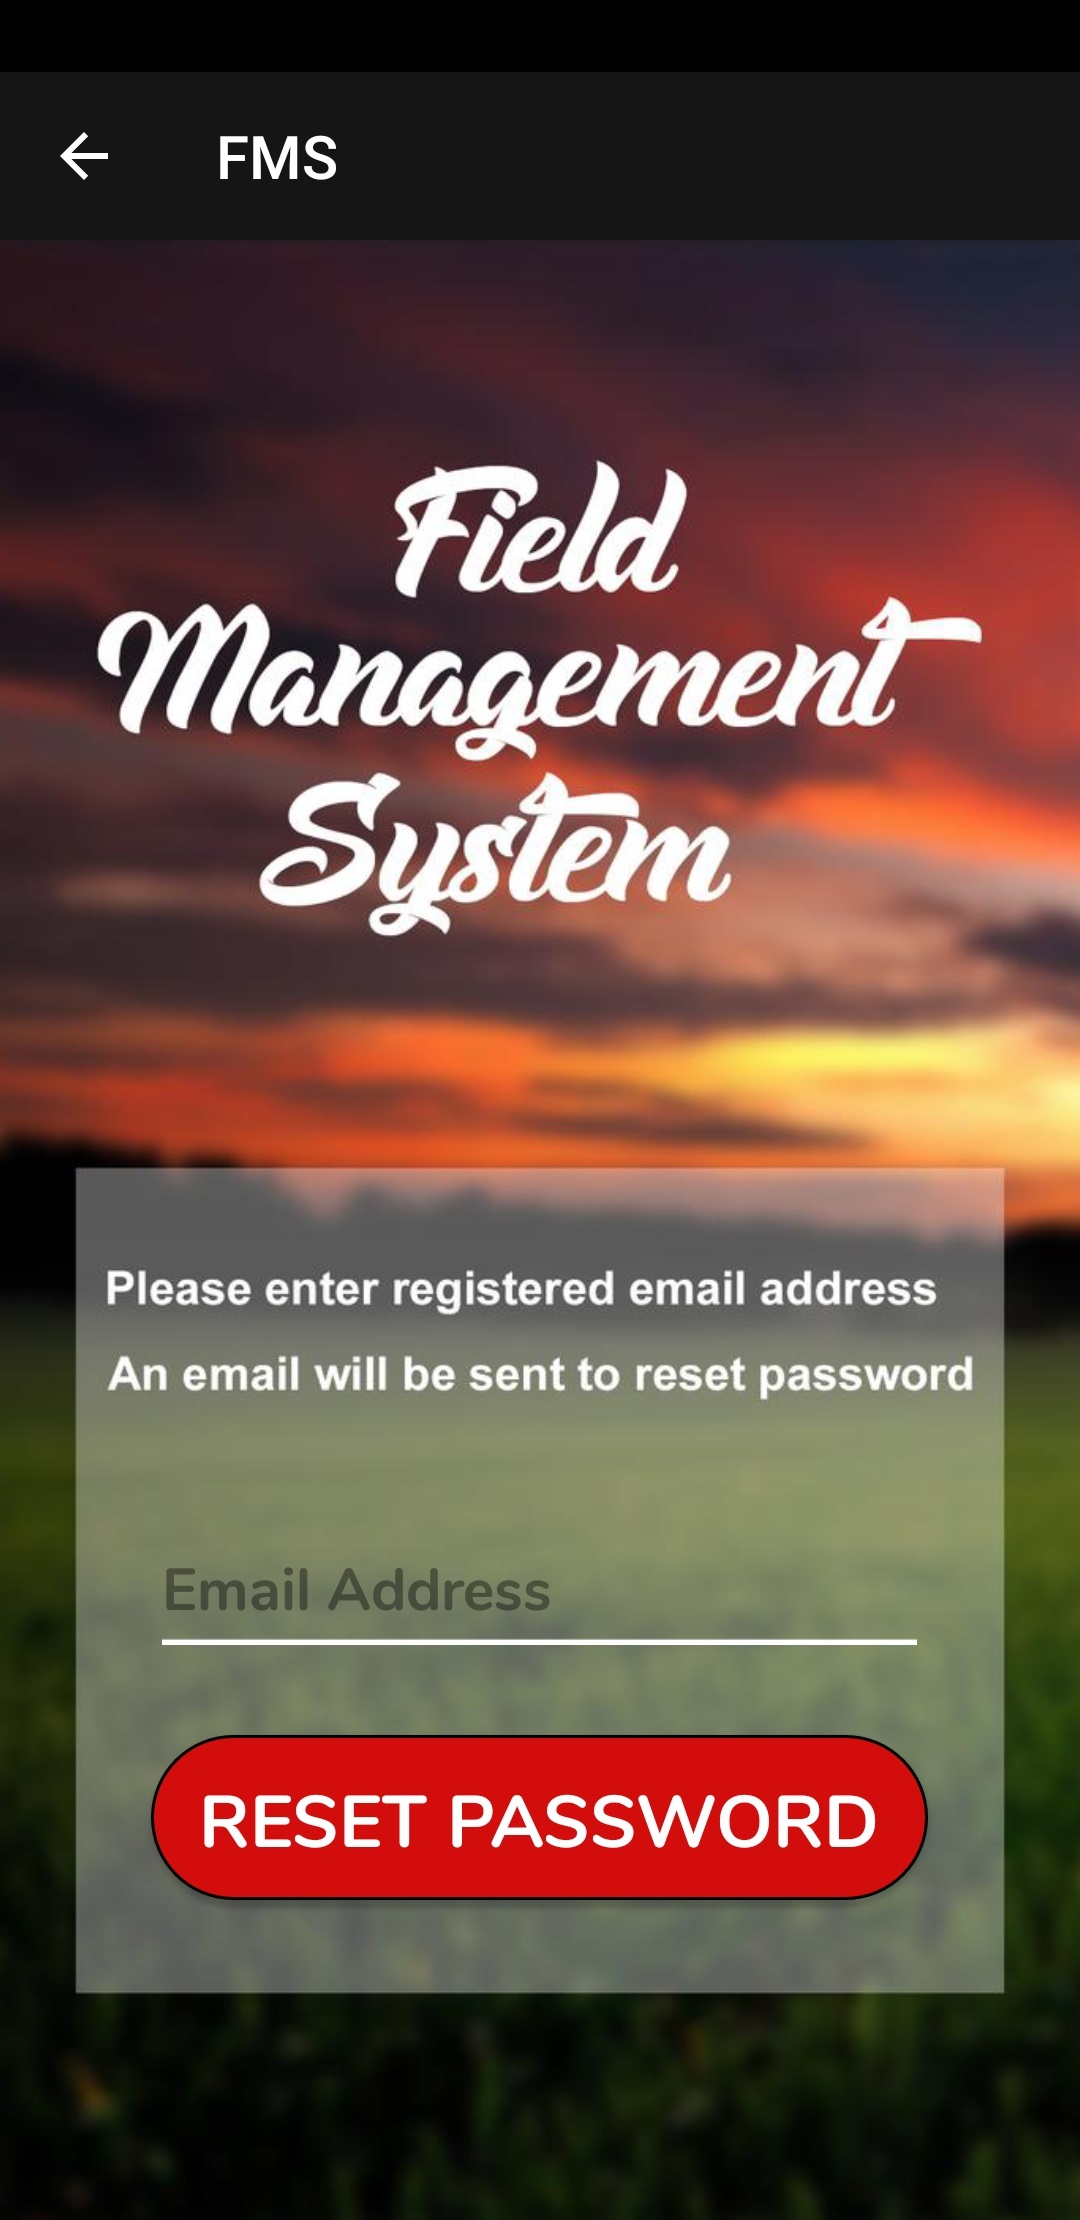 FMS
Field
Management
System
Please enter registered email address
An email will be sent to reset password
Email Address
RESET PASSWORD